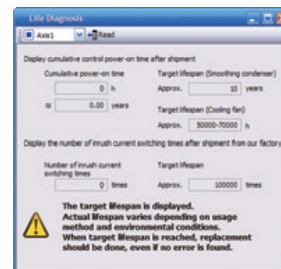 Life Diagnosis
Axis1 Read
Display cumulative control power-on time after shipment
Cumulative power-on time Target lifespan (Smoothing condenser)
0 h Approx. 10 years
≈ 0.00 years Target lifespan (Cooling fan)
Approx. 50000-70000 h
Display the number of inrush current switching times after shipment from our factory
Number of inrush current Target lifespan
switching times
0 times Approx. 100000 times
The target lifespan is displayed.
Actual lifespan varies depending on usage
method and environmental conditions.
When target lifespan is reached, replacement
should be done, even if no error is found.